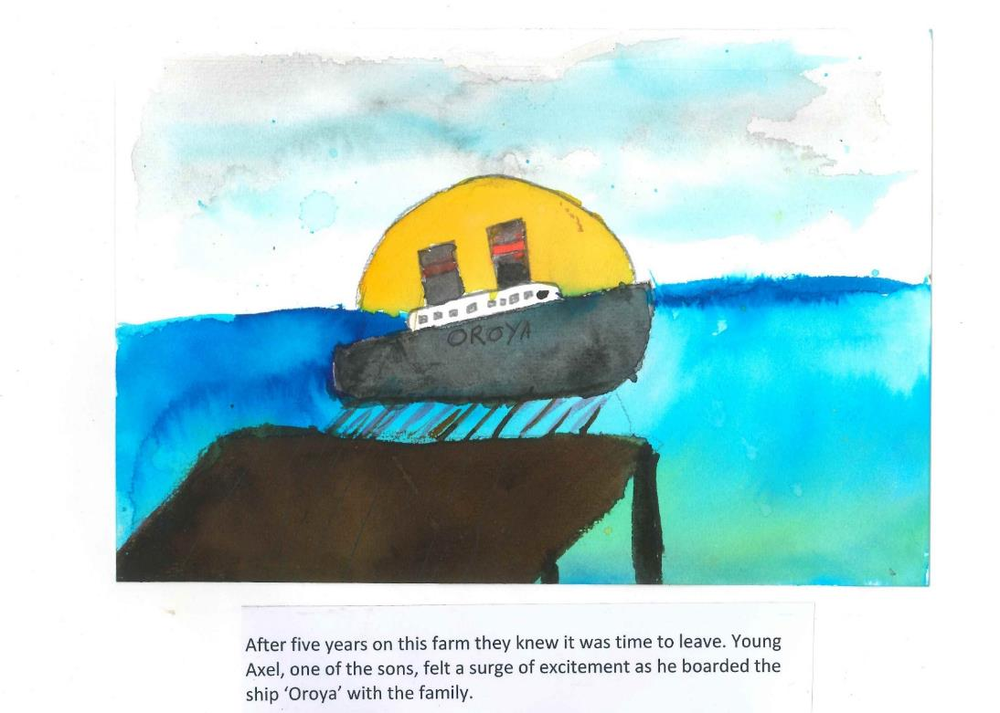 OROYA
After five years on this farm they knew it was time to leave. Young
Axel, one of the sons, felt a surge of excitement as he boarded the
ship ‘Oroya’ with the family.